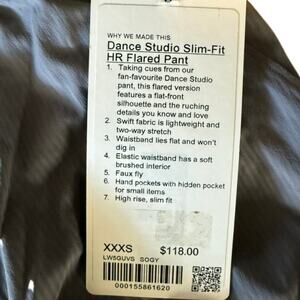 WHY WE MADE THIS
Dance Studio Slim-Fit
HR Flared Pant
1. Taking cues from our
fan-favourite Dance Studio
pant, this flared version
features a flat-front
silhouette and the ruching
details you know and love
2. Swift fabric is lightweight and
two-way stretch
3. Waistband lies flat and won't
dig in
4. Elastic waistband has a soft
brushed interior
5. Faux fly
6. Hand pockets with hidden pocket
for small items
7. High rise, slim fit
XXXS $118.00
LW5GUVS SOGY
000155861620